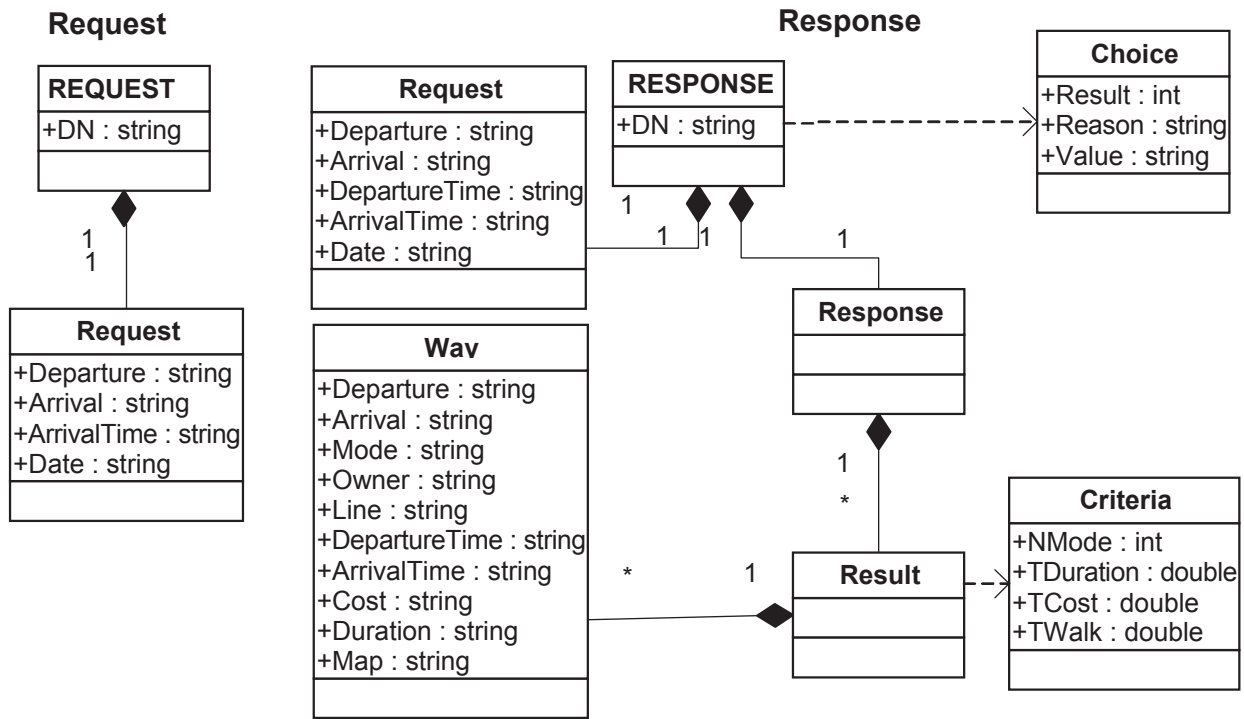 Request
REQUEST
+DN : string
1
1
Request
+Departure : string
+Arrival : string
+ArrivalTime : string
+Date : string
Response
Request
+Departure : string
+Arrival : string
+DepartureTime : string
+ArrivalTime : string
+Date : string
RESPONSE
+DN : string
1
1
1
1
Choice
+Result : int
+Reason : string
+Value : string
Response
1
*
Wav
+Departure : string
+Arrival : string
+Mode : string
+Owner : string
+Line : string
+DepartureTime : string
+ArrivalTime : string
+Cost : string
+Duration : string
+Map : string
*
1
Result
Criteria
+NMode : int
+TDuration : double
+TCost : double
+TWalk : double